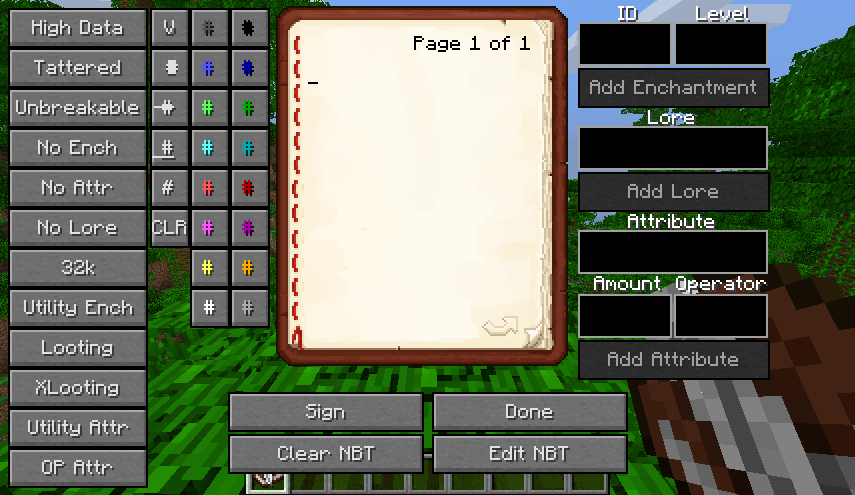 High Data
Tattered
Unbreakable
No Ench
No Attr
No Lore
32k
Utility Ench
Looting
XLooting
Utility Attr
OP Attr
V # #
# # #
# # #
# # #
# # #
CLR # #
# #
# #
Page 1 of 1
_
Sign
Done
Clear NBT
Edit NBT
ID Level
Add Enchantment
Lore
Add Lore
Attribute
Amount Operator
Add Attribute